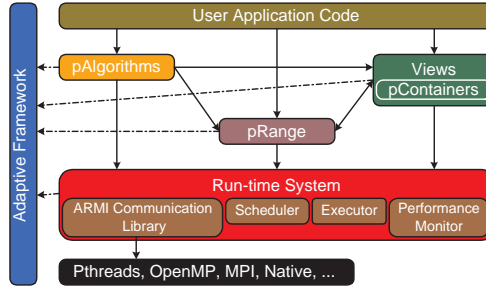 User Application Code
Adaptive Framework
pAlgorithms
Views
pContainers
pRange
Run-time System
ARMI Communication
Library
Scheduler
Executor
Performance
Monitor
Pthreads, OpenMP, MPI, Native, ...